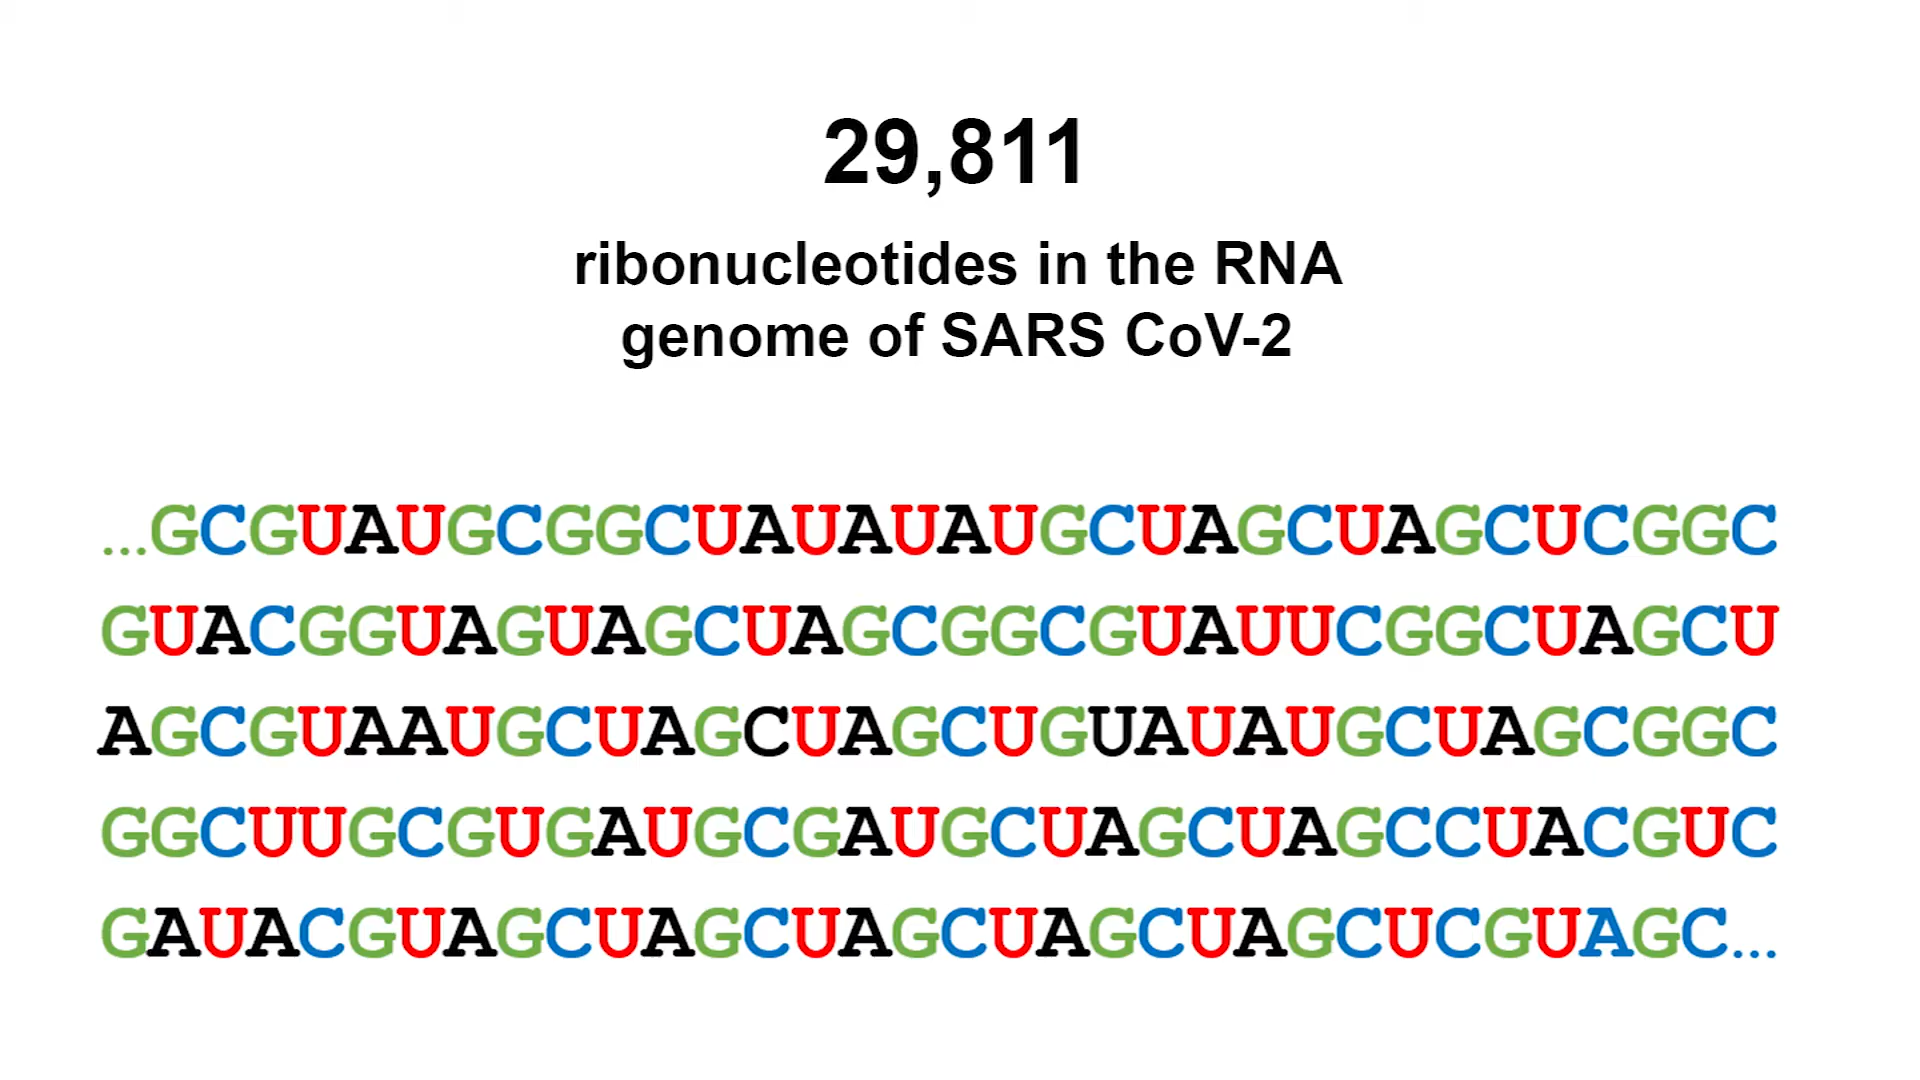 29,811
ribonucleotides in the RNA
genome of SARS CoV-2
...GCGUAUGCGGCUAUAUAUGCUAGCUAGCUCGGC
GUACGGUAGUAGCUAGCGGCGUAUUCGGCUAGCU
AGCGUAAUGCUAGCUAGCUGUAUAUGCUAGCGGC
GGCUUGCGUGAUGCGAUGCUAGCUAGCCUACGUC
GAUACGUAGCUAGCUAGCUAGCUAGCUCGUAGC...